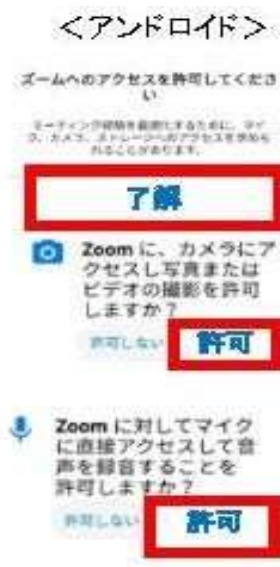 ＜アンドロイド＞
ズームへのアクセスを許可してくださ
い
ミーティング経験を最適化するために、マイ
ク、カメラ、ストレージへのアクセスを求めら
れることがあります。
了解
Zoom に、カメラにア
クセスし写真または
ビデオの撮影を許可
しますか？
許可しない
許可
Zoom に対してマイク
に直接アクセスして音
声を録音することを
許可しますか？
許可しない
許可